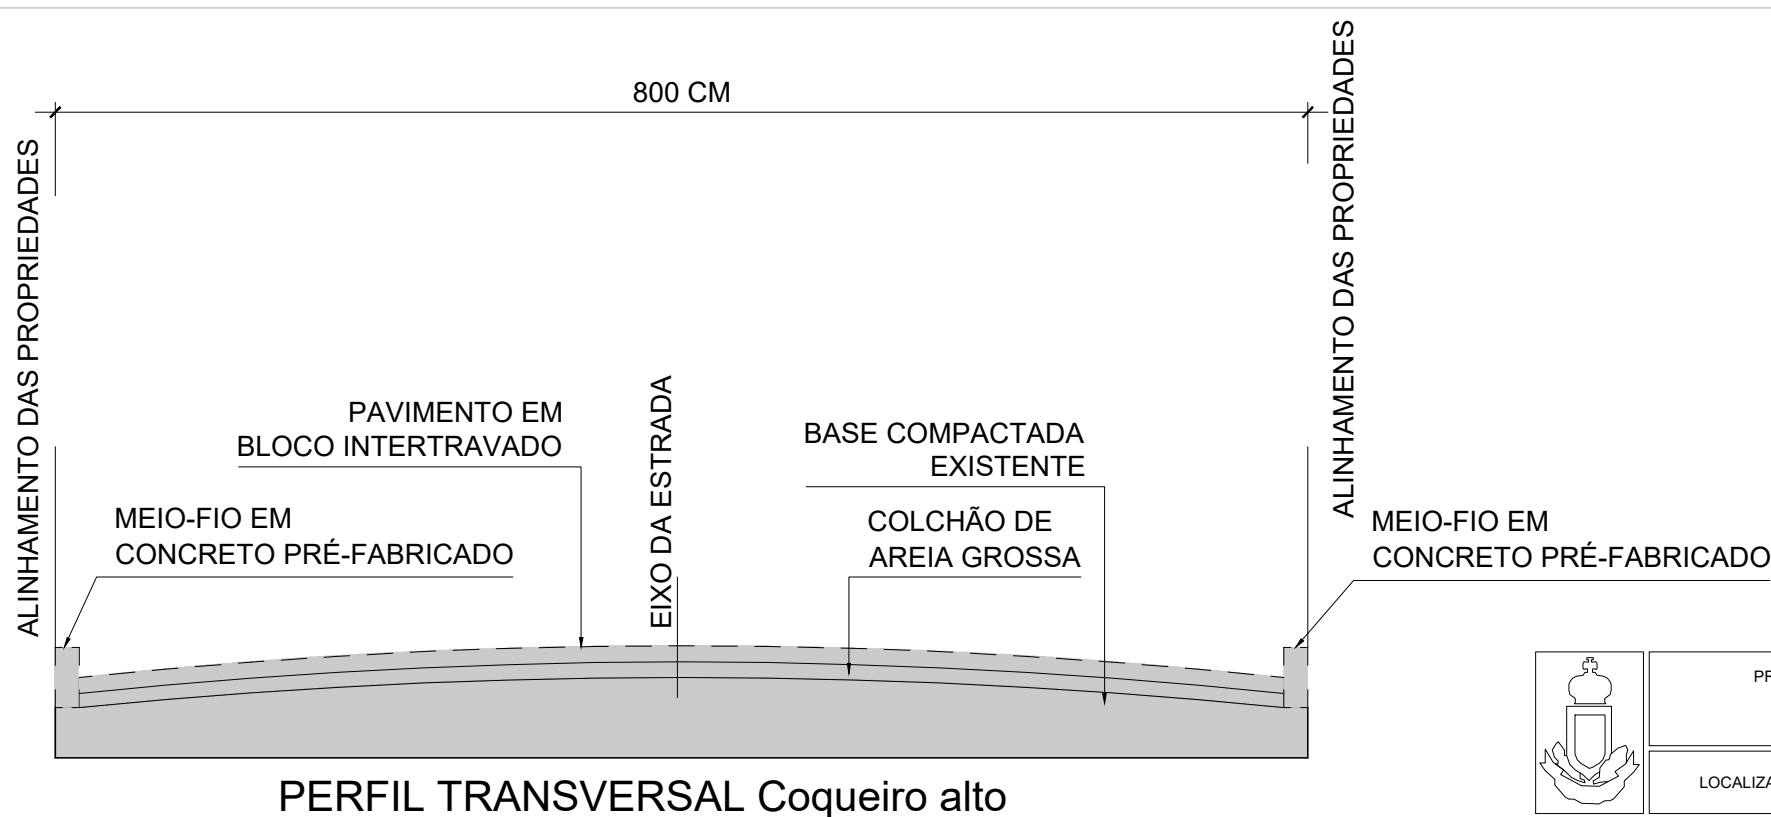 800 CM
ALINHAMENTO DAS PROPRIEDADES
ALINHAMENTO DAS PROPRIEDADES
PAVIMENTO EM
BLOCO INTERTRAVADO
EIXO DA ESTRADA
BASE COMPACTADA
EXISTENTE
MEIO-FIO EM
CONCRETO PRÉ-FABRICADO
COLCHÃO DE
AREIA GROSSA
MEIO-FIO EM
CONCRETO PRÉ-FABRICADO
PR
LOCALIZA
PERFIL TRANSVERSAL Coqueiro alto